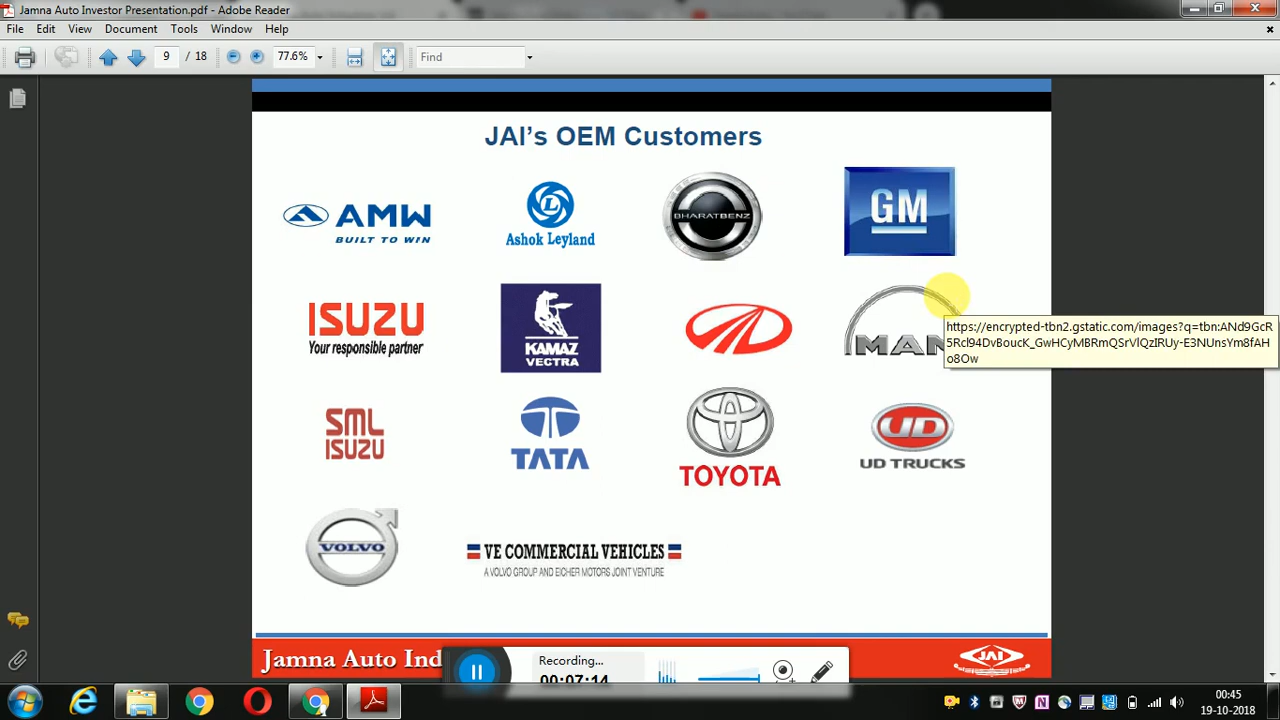 Jamna Auto Investor Presentation.pdf - Adobe Reader
File Edit View Document Tools Window Help
9 / 18 77.6% Find
JAI's OEM Customers
AMW
BUILT TO WIN
Ashok Leyland
BHARATBENZ
GM
ISUZU
Your responsible partner
KAMAZ
VECTRA
MAN
https://encrypted-tbn2.gstatic.com/images?q=tbn:ANd9GcR
5Rcl94DvBoucK_GwHCyMBRmQSrVlQzIRUy-E3NUnsYm8fAH
o8Ow
SML
ISUZU
TATA
TOYOTA
UD
UD TRUCKS
VOLVO
VE COMMERCIAL VEHICLES
A VOLVO GROUP AND EICHER MOTORS JOINT VENTURE
Jamna Auto Ind
Recording...
00:07:14
JAI
00:45
19-10-2018